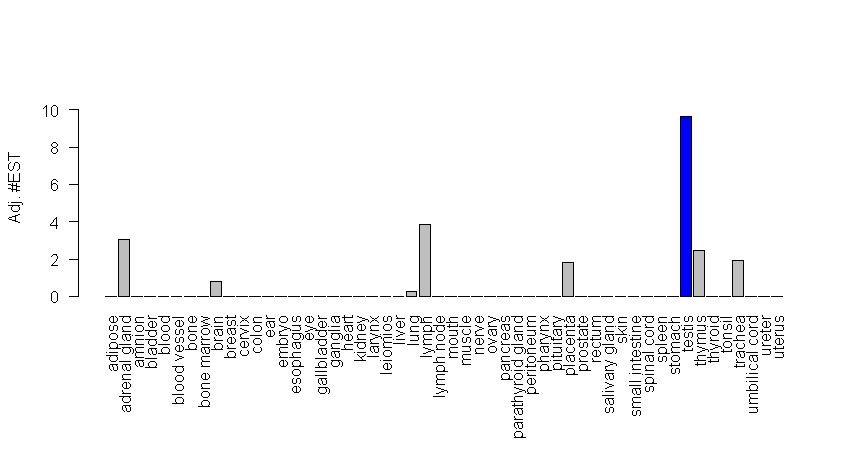 Adj. #EST
10
8
6
4
2
0
adipose
adrenal gland
amnion
bladder
blood
blood vessel
bone
bone marrow
brain
breast
cervix
colon
ear
embryo
esophagus
eye
gallbladder
ganglia
heart
kidney
larynx
leiomios
liver
lung
lymph
lymph node
mouth
muscle
nerve
ovary
pancreas
parathyroid gland
peritoneum
pharynx
pituitary
placenta
prostate
rectum
salivary gland
skin
small intestine
spinal cord
spleen
stomach
testis
thymus
thyroid
tonsil
trachea
umbilical cord
ureter
uterus